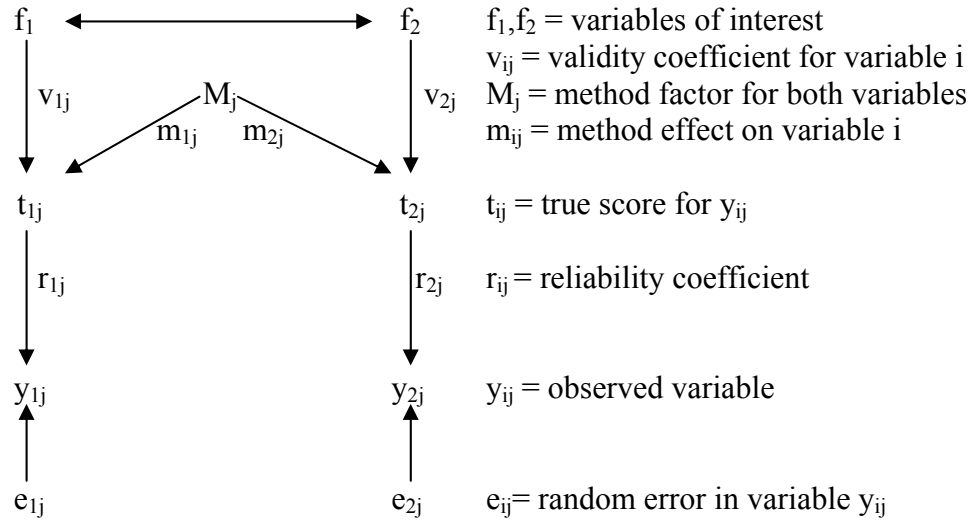 f₁ f₂ f₁,f₂ = variables of interest
vᵢⱼ = validity coefficient for variable i
v₁ⱼ Mⱼ v₂ⱼ Mⱼ = method factor for both variables
m₁ⱼ m₂ⱼ mᵢⱼ = method effect on variable i
t₁ⱼ t₂ⱼ tᵢⱼ = true score for yᵢⱼ
r₁ⱼ r₂ⱼ rᵢⱼ = reliability coefficient
y₁ⱼ y₂ⱼ yᵢⱼ = observed variable
e₁ⱼ e₂ⱼ eᵢⱼ= random error in variable yᵢⱼ